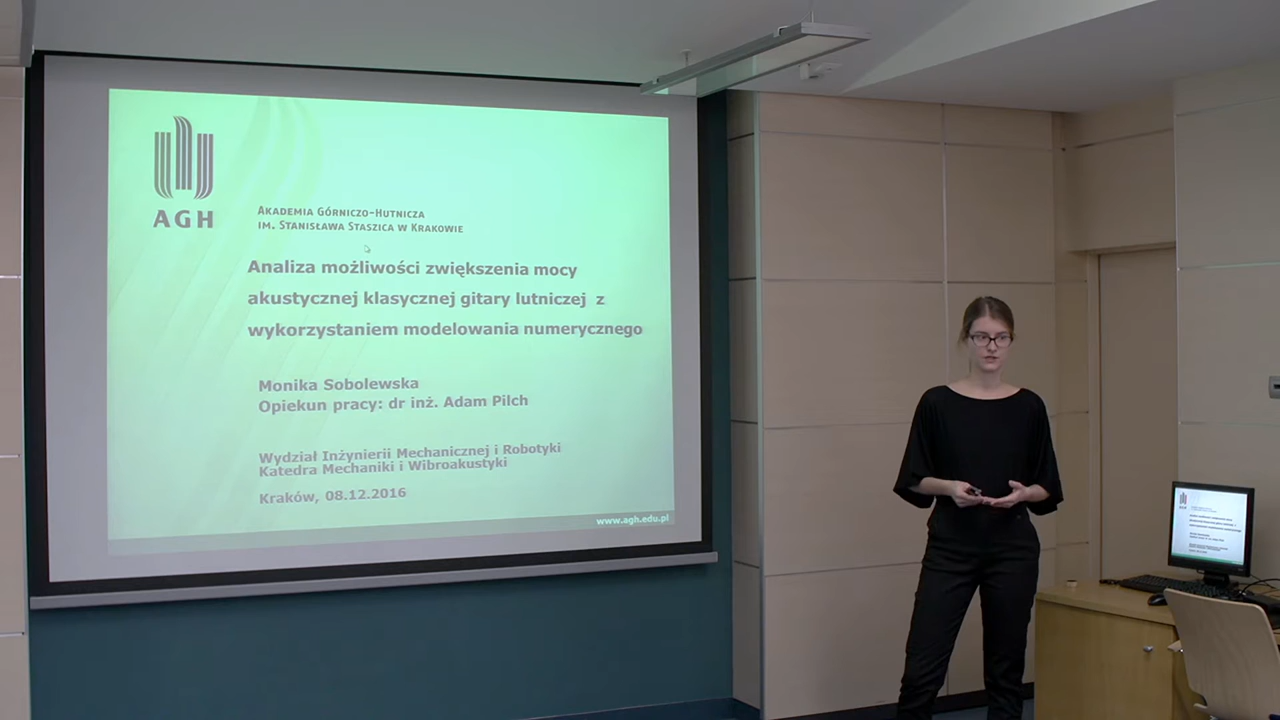 AGH
Akademia Górniczo-Hutnicza
im. Stanisława Staszica w Krakowie
Analiza możliwości zwiększenia mocy
akustycznej klasycznej gitary lutniczej z
wykorzystaniem modelowania numerycznego
Monika Sobolewska
Opiekun pracy: dr inż. Adam Pilch
Wydział Inżynierii Mechanicznej i Robotyki
Katedra Mechaniki i Wibroakustyki
Kraków, 08.12.2016
www.agh.edu.pl